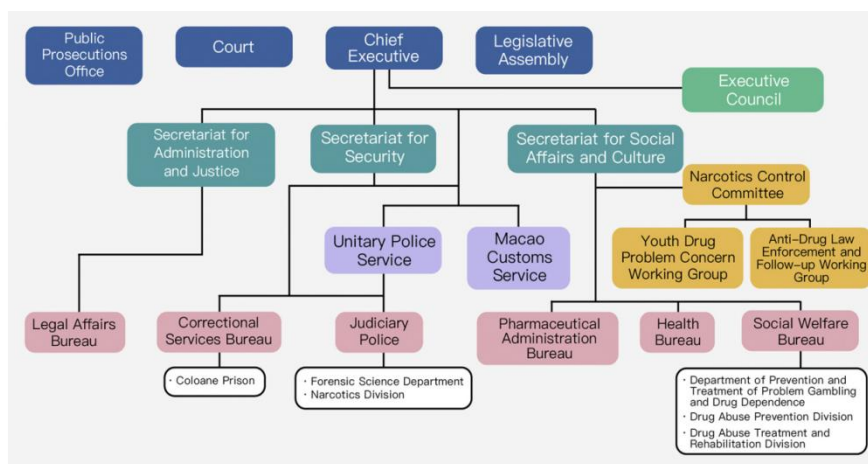 Public
Prosecutions
Office
Court
Chief
Executive
Legislative
Assembly
Executive
Council
Secretariat for
Administration
and Justice
Secretariat for
Security
Secretariat for Social
Affairs and Culture
Narcotics Control
Committee
Unitary Police
Service
Macao
Customs
Service
Youth Drug
Problem Concern
Working Group
Anti-Drug Law
Enforcement and
Follow-up Working
Group
Legal Affairs
Bureau
Correctional
Services Bureau
Judiciary
Police
Pharmaceutical
Administration
Bureau
Health
Bureau
Social Welfare
Bureau
· Coloane Prison
· Forensic Science Department
· Narcotics Division
· Department of Prevention and
Treatment of Problem Gambling
and Drug Dependence
· Drug Abuse Prevention Division
· Drug Abuse Treatment and
Rehabilitation Division